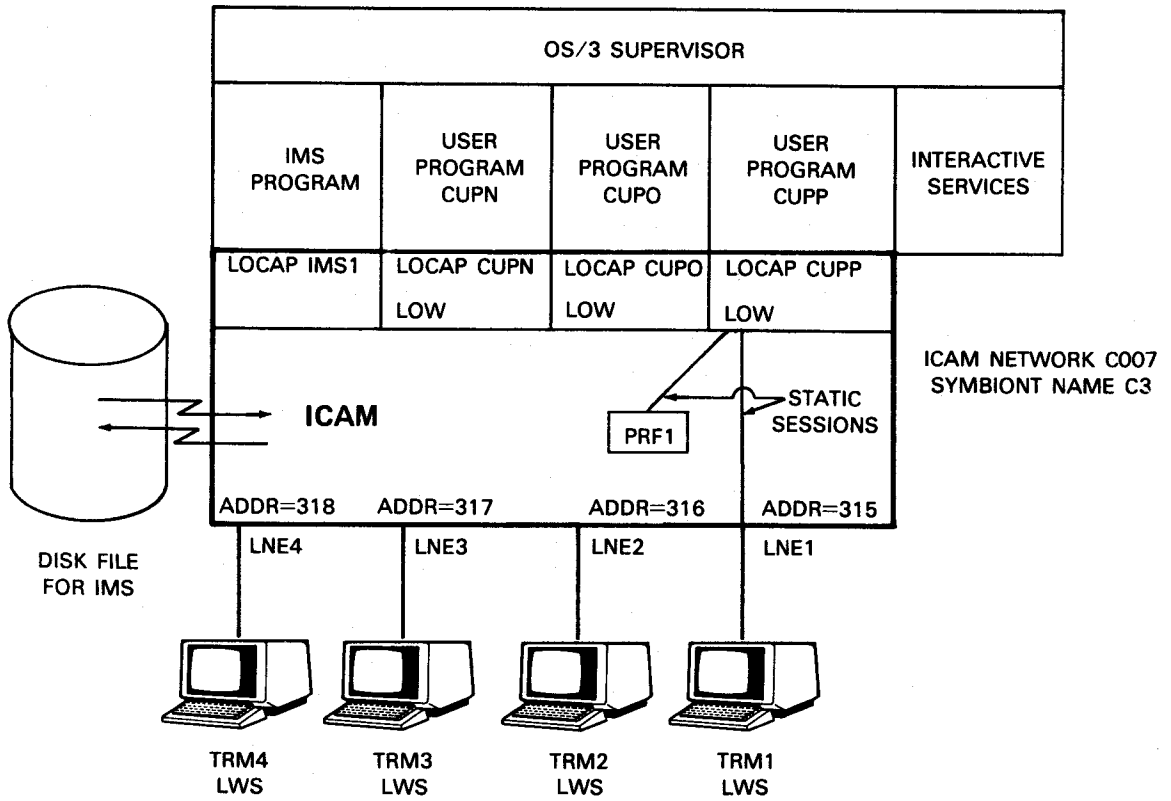 OS/3 SUPERVISOR
IMS
PROGRAM
USER
PROGRAM
CUPN
USER
PROGRAM
CUPO
USER
PROGRAM
CUPP
INTERACTIVE
SERVICES
LOCAP IMS1
LOCAP CUPN
LOW
LOCAP CUPO
LOW
LOCAP CUPP
LOW
ICAM NETWORK C007
SYMBIONT NAME C3
ICAM
PRF1
STATIC
SESSIONS
ADDR=318
ADDR=317
ADDR=316
ADDR=315
DISK FILE
FOR IMS
LNE4
LNE3
LNE2
LNE1
TRM4
LWS
TRM3
LWS
TRM2
LWS
TRM1
LWS